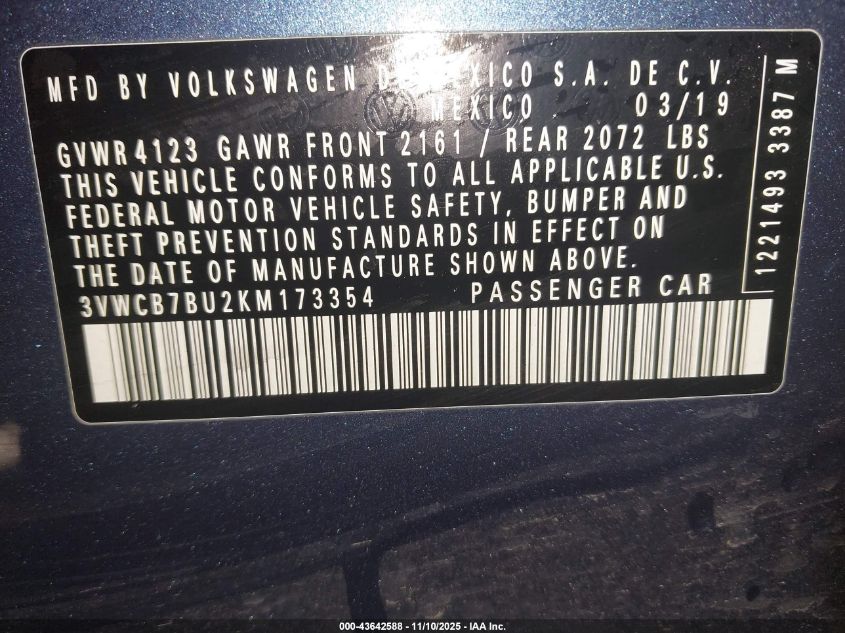 MFD BY VOLKSWAGEN DE MEXICO S.A. DE C.V.
MEXICO 03/19
GVWR 4123 GAWR FRONT 2161 / REAR 2072 LBS
THIS VEHICLE CONFORMS TO ALL APPLICABLE U.S.
FEDERAL MOTOR VEHICLE SAFETY, BUMPER AND
THEFT PREVENTION STANDARDS IN EFFECT ON
THE DATE OF MANUFACTURE SHOWN ABOVE.
3VWCB7BU2KM173354 PASSENGER CAR
1221493 3387 M
000-43642588 - 11/10/2025 - IAA Inc.